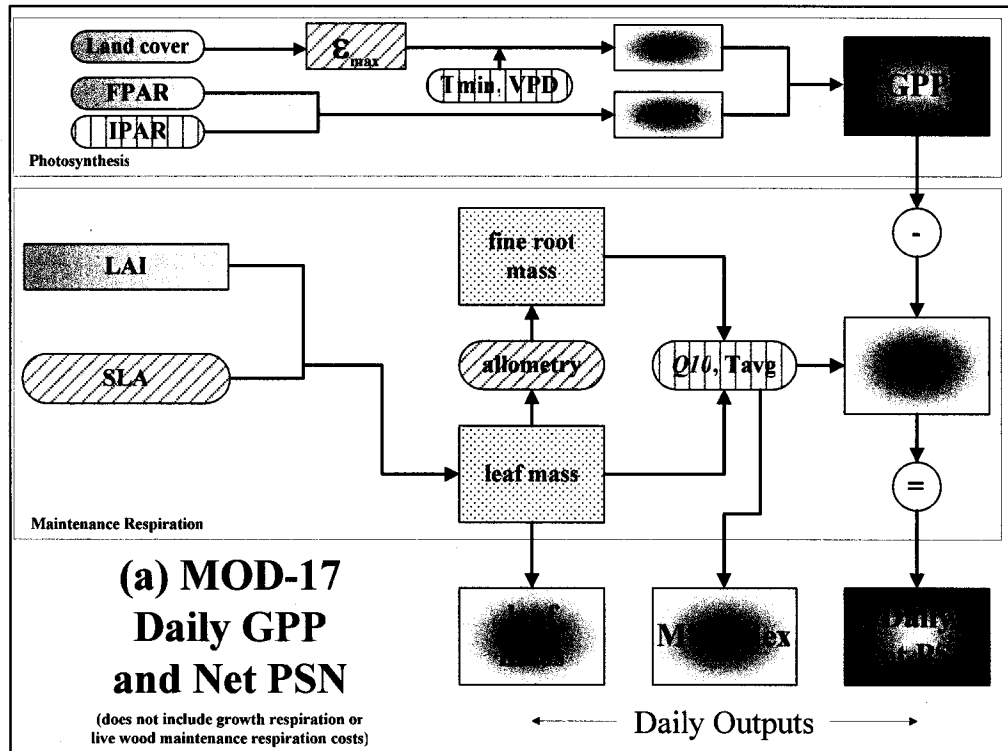 Land cover
εmax
Tmin, VPD
FPAR
IPAR
GPP
Photosynthesis
-
LAI
fine root
mass
SLA
allometry
Q10, Tavg
leaf mass
=
Maintenance Respiration
(a) MOD-17
Daily GPP
and Net PSN
(does not include growth respiration or
live wood maintenance respiration costs)
Daily
Daily Outputs